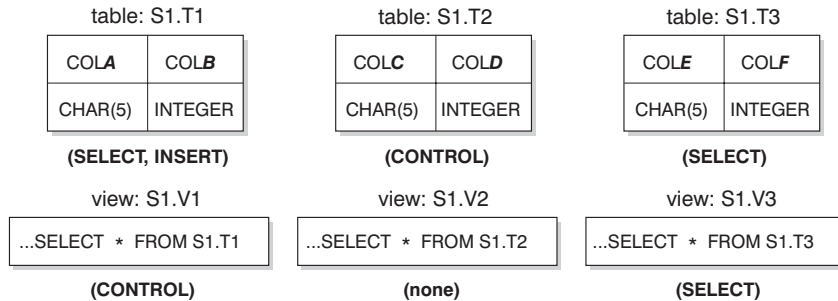 table: S1.T1 table: S1.T2 table: S1.T3
COLA COLB COLC COLD COLE COLF
CHAR(5) INTEGER CHAR(5) INTEGER CHAR(5) INTEGER
(SELECT, INSERT) (CONTROL) (SELECT)
view: S1.V1 view: S1.V2 view: S1.V3
...SELECT * FROM S1.T1 ...SELECT * FROM S1.T2 ...SELECT * FROM S1.T3
(CONTROL) (none) (SELECT)